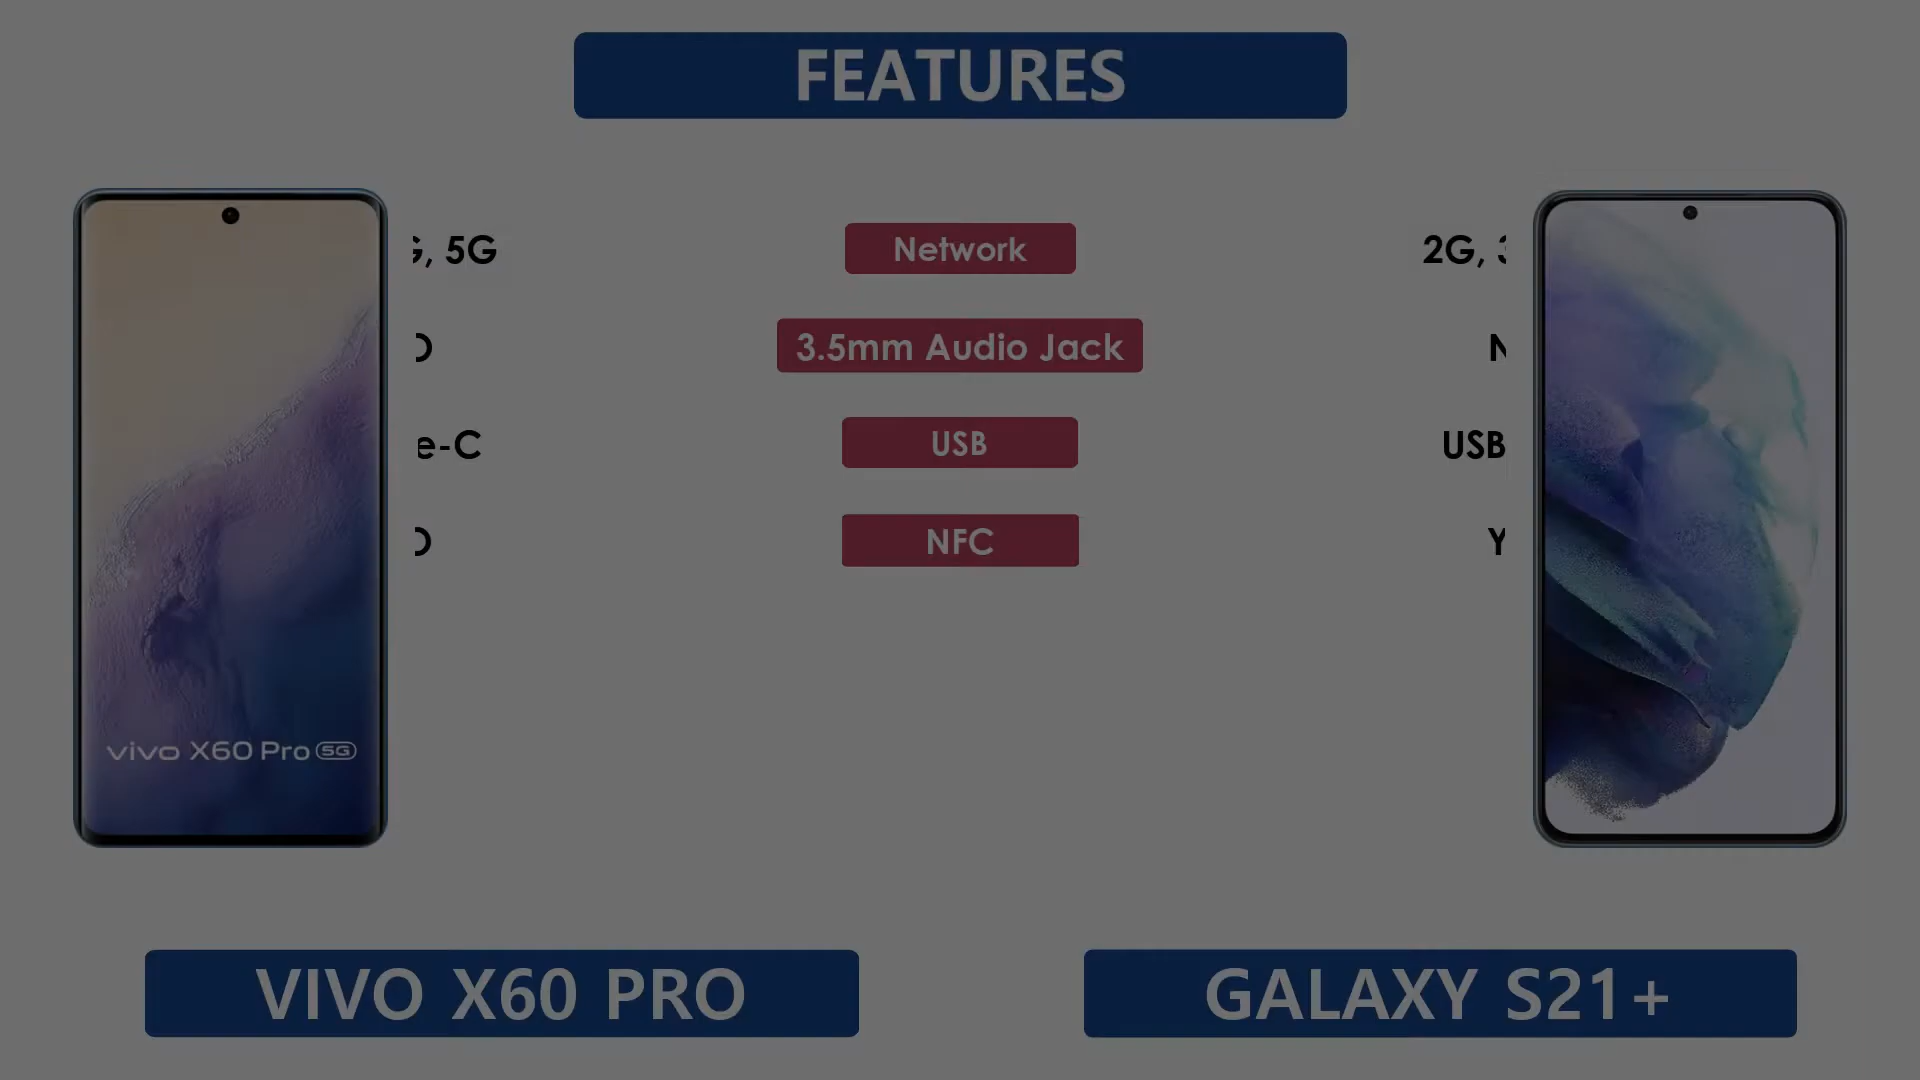 FEATURES
, 5G Network 2G,
3.5mm Audio Jack N
e-C USB USB
NFC Y
vivo X60 Pro 5G
VIVO X60 PRO GALAXY S21+